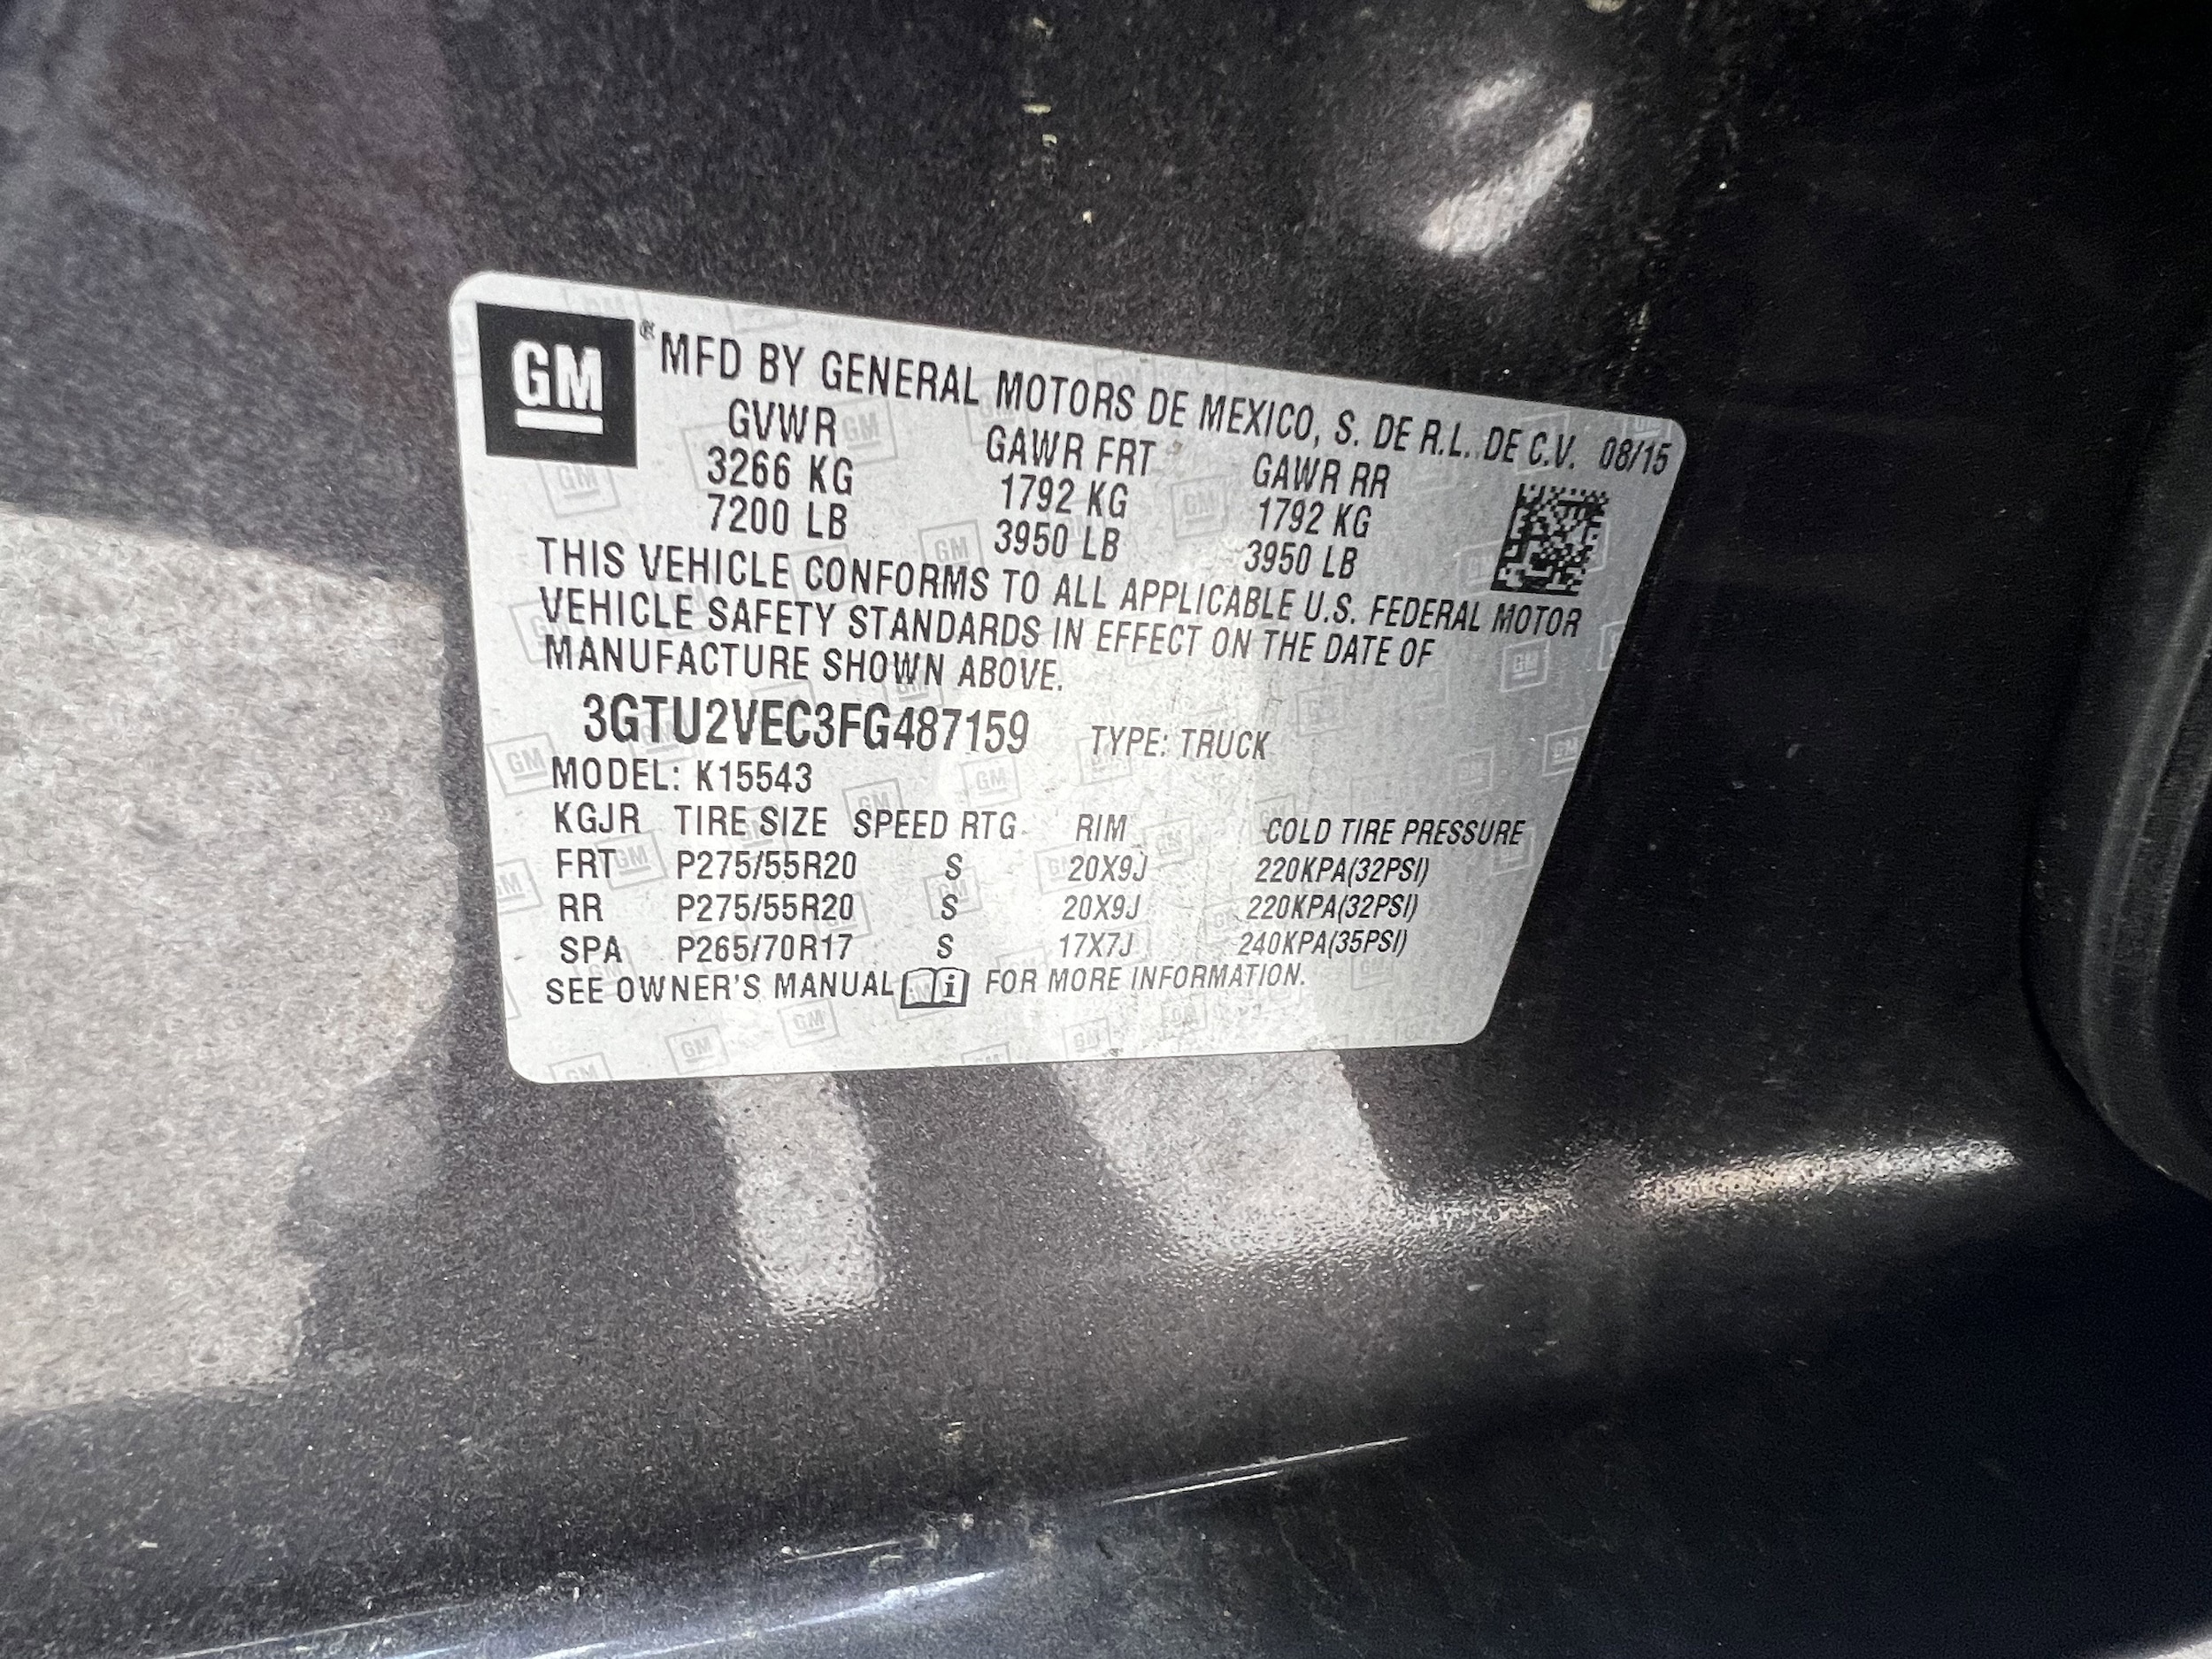 GM ® MFD BY GENERAL MOTORS DE MEXICO, S. DE R.L. DE C.V. 08/15
GVWR GAWR FRT GAWR RR
3266 KG 1792 KG 1792 KG
7200 LB 3950 LB 3950 LB
THIS VEHICLE CONFORMS TO ALL APPLICABLE U.S. FEDERAL MOTOR
VEHICLE SAFETY STANDARDS IN EFFECT ON THE DATE OF
MANUFACTURE SHOWN ABOVE.
3GTU2VEC3FG487159 TYPE: TRUCK
MODEL: K15543
KGJR TIRE SIZE SPEED RTG RIM COLD TIRE PRESSURE
FRT P275/55R20 S 20X9J 220KPA(32PSI)
RR P275/55R20 S 20X9J 220KPA(32PSI)
SPA P265/70R17 S 17X7J 240KPA(35PSI)
SEE OWNER'S MANUAL i FOR MORE INFORMATION.